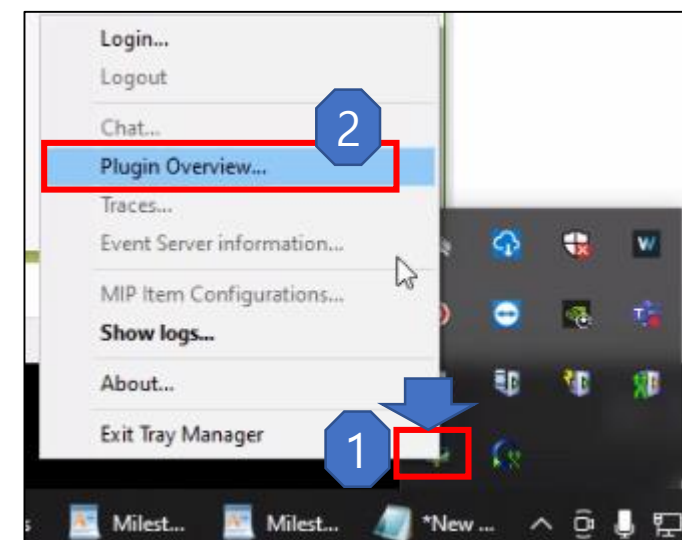 Login...
Logout
Chat...
2
Plugin Overview...
Traces...
Event Server information...
MIP Item Configurations...
Show logs...
About...
Exit Tray Manager
1
Milest... Milest... *New ...